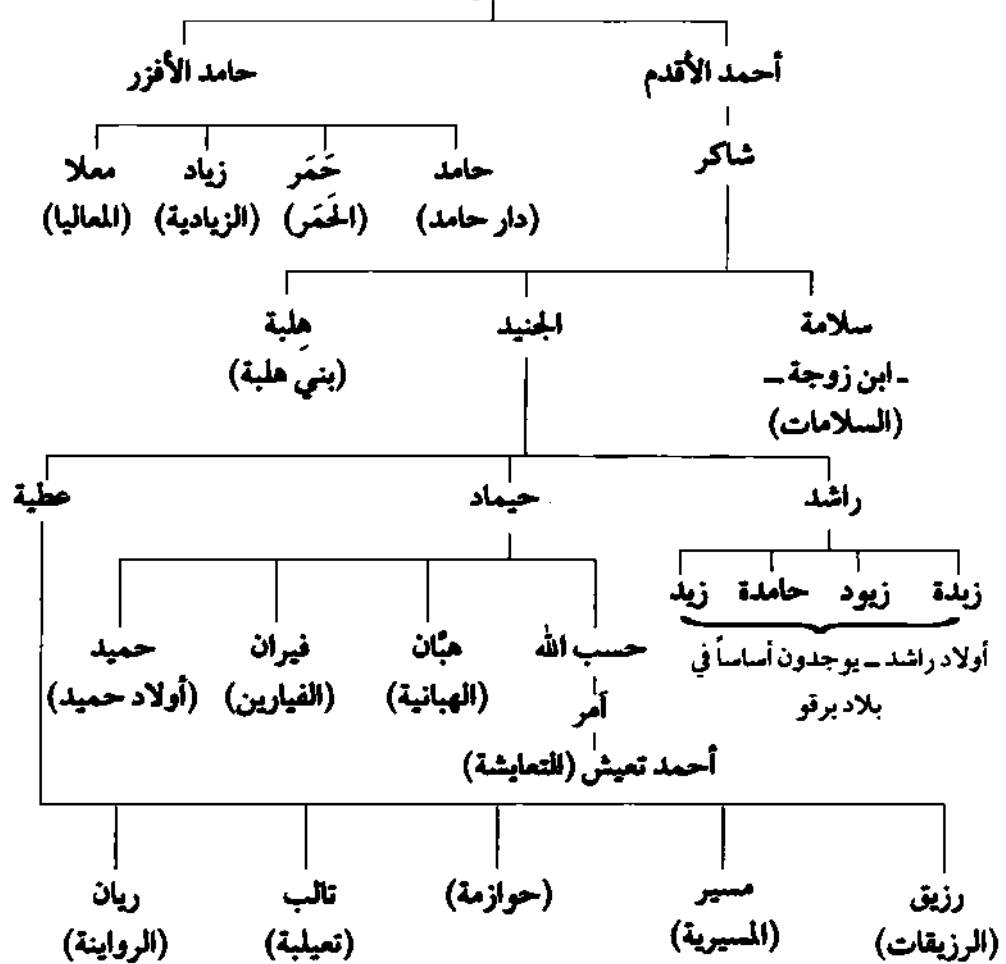 أحمد الأقدم حامد الأفزر
شاكر
حامد حَمَر زياد معلا
(دار حامد) (الحَمَر) (الزيادية) (المعاليا)
سلامة الجنيد هِلبة
ـ ابن زوجة ـ (بني هلبة)
(السلامات)
راشد حيماد عطية
زبدة زيود حامدة زيد
أولاد راشد ـ يوجدون أساساً في
بلاد برقو
حسب الله هبَّان فيران حميد
(الهبانية) (الفيارين) (أولاد حميد)
آمر
أحمد تعيش (التعايشة)
رزيق مسير (حوازمة) تالب ريان
(الرزيقات) (المسيرية) (تعيلبة) (الرواينة)